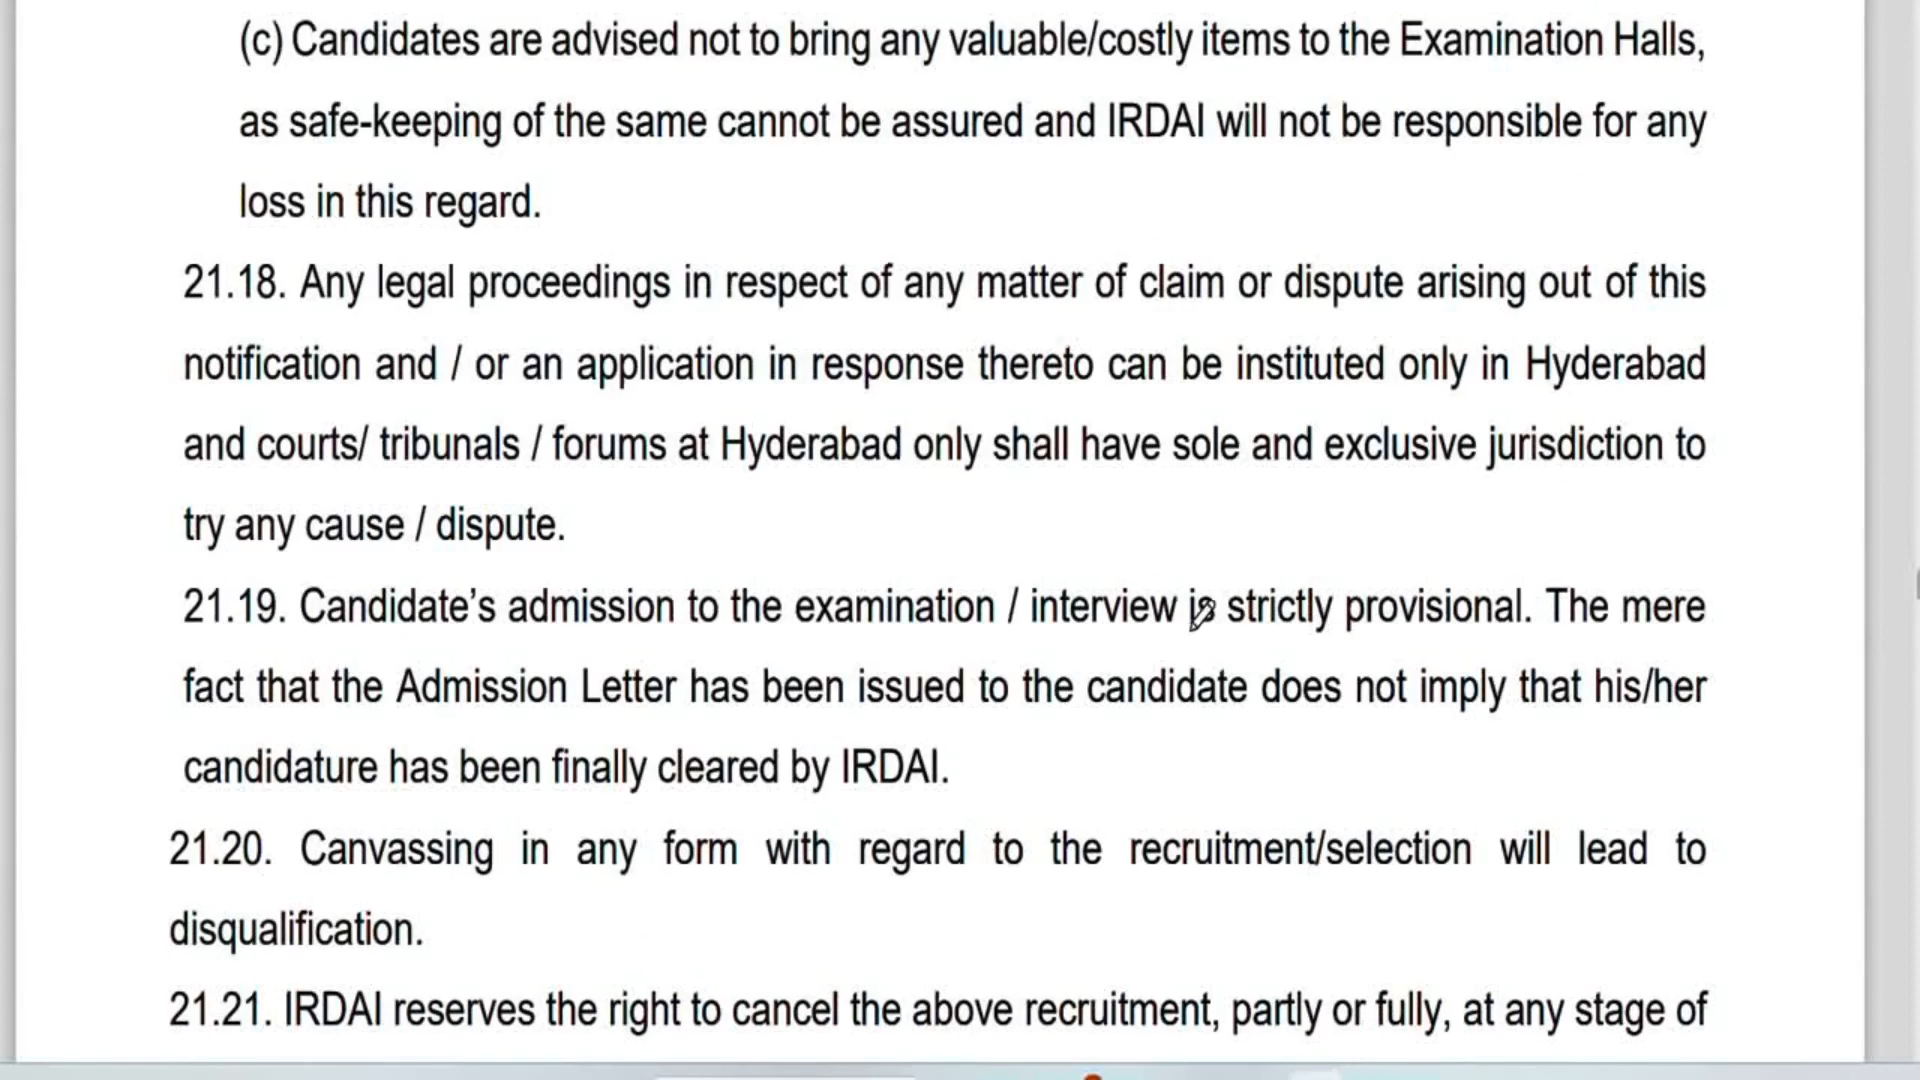 (c) Candidates are advised not to bring any valuable/costly items to the Examination Halls,
as safe-keeping of the same cannot be assured and IRDAI will not be responsible for any
loss in this regard.
21.18. Any legal proceedings in respect of any matter of claim or dispute arising out of this
notification and / or an application in response thereto can be instituted only in Hyderabad
and courts/ tribunals / forums at Hyderabad only shall have sole and exclusive jurisdiction to
try any cause / dispute.
21.19. Candidate’s admission to the examination / interview is strictly provisional. The mere
fact that the Admission Letter has been issued to the candidate does not imply that his/her
candidature has been finally cleared by IRDAI.
21.20. Canvassing in any form with regard to the recruitment/selection will lead to
disqualification.
21.21. IRDAI reserves the right to cancel the above recruitment, partly or fully, at any stage of